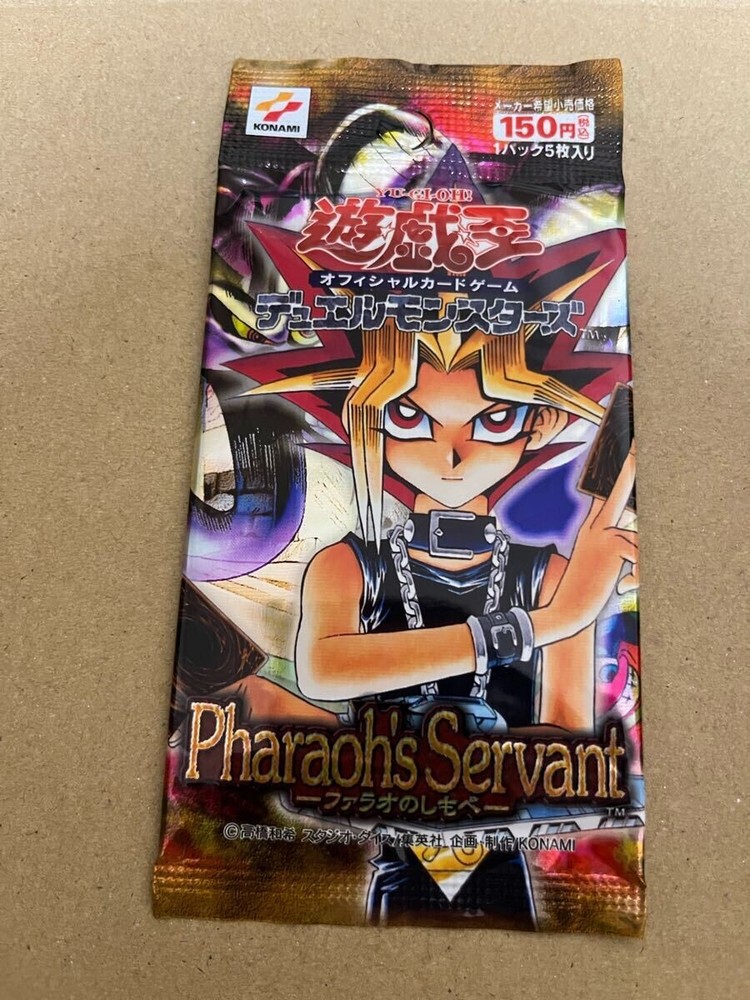 KONAMI
メーカー希望小売価格
150円(税込)
1パック5枚入り
YU-GI-OH!
遊戯王
オフィシャルカードゲーム
デュエルモンスターズ™
Pharaoh's Servant
ーファラオのしもべー
™
©高橋和希 スタジオ・ダイス/集英社 企画・制作/KONAMI